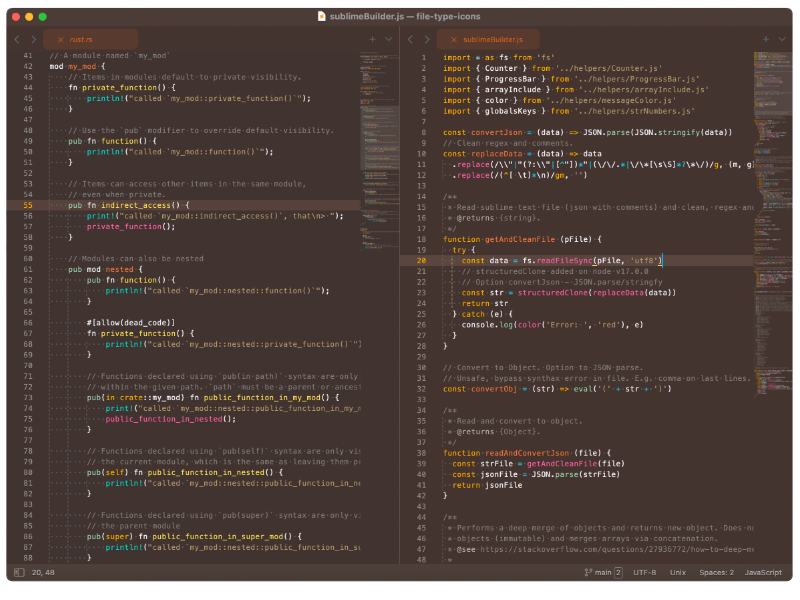 sublimeBuilder.js — file-type-icons
rust.rs
41 // A module named `my_mod`
42 mod my_mod {
43 // Items in modules default to private visibility.
44 fn private_function() {
45 println!("called `my_mod::private_function()`");
46 }
47
48 // Use the `pub` modifier to override default visibility.
49 pub fn function() {
50 println!("called `my_mod::function()`");
51 }
52
53 // Items can access other items in the same module,
54 // even when private.
55 pub fn indirect_access() {
56 print!("called `my_mod::indirect_access()`, that\n> ");
57 private_function();
58 }
59
60 // Modules can also be nested
61 pub mod nested {
62 pub fn function() {
63 println!("called `my_mod::nested::function()`");
64 }
65
66 #[allow(dead_code)]
67 fn private_function() {
68 println!("called `my_mod::nested::private_function()`"
69 }
70
71 // Functions declared using `pub(in path)` syntax are only
72 // within the given path. `path` must be a parent or ances
73 pub(in crate::my_mod) fn public_function_in_my_mod() {
74 print!("called `my_mod::nested::public_function_in_my_m
75 public_function_in_nested();
76 }
77
78 // Functions declared using `pub(self)` syntax are only vis
79 // the current module, which is the same as leaving them p
80 pub(self) fn public_function_in_nested() {
81 println!("called `my_mod::nested::public_function_in_ne
82 }
83
84 // Functions declared using `pub(super)` syntax are only vi
85 // the parent module
86 pub(super) fn public_function_in_super_mod() {
87 println!("called `my_mod::nested::public_function_in_su
88 }
sublimeBuilder.js
1 import * as fs from 'fs'
2 import { Counter } from '../helpers/Counter.js'
3 import { ProgressBar } from '../helpers/ProgressBar.js'
4 import { arrayInclude } from '../helpers/arrayInclude.js'
5 import { color } from '../helpers/messageColor.js'
6 import { globalsKeys } from '../helpers/strNumbers.js'
7
8 const convertJson = (data) => JSON.parse(JSON.stringify(data))
9 // Clean regex and comments.
10 const replaceData = (data) => data
11 .replace(/\\"|"(?:\\"|[^"])*"|(\/\/.*|\/\*[\s\S]*?\*\/)/g, (m, g)
12 .replace(/(^[ \t]*\n)/gm, '')
13
14 /**
15 * Read sublime text file (json with comments) and clean, regex an
16 * @returns {string}.
17 */
18 function getAndCleanFile (pFile) {
19 try {
20 const data = fs.readFileSync(pFile, 'utf8')
21 // structuredClone added on node v17.0.0
22 // Option convertJson - JSON.parse/stringfy
23 const str = structuredClone(replaceData(data))
24 return str
25 } catch (e) {
26 console.log(color('Error: ', 'red'), e)
27 }
28 }
29
30 // Convert to Object. Option to JSON parse.
31 // Unsafe, bypass synthax error in file. E.g. comma on last lines.
32 const convertObj = (str) => eval('(' + str + ')')
33
34 /**
35 * Read and convert to object.
36 * @returns {Object}.
37 */
38 function readAndConvertJson (file) {
39 const strFile = getAndCleanFile(file)
40 const jsonFile = JSON.parse(strFile)
41 return jsonFile
42 }
43
44 /**
45 * Performs a deep merge of objects and returns new object. Does n
46 * objects (immutable) and merges arrays via concatenation.
47 * @see https://stackoverflow.com/questions/27936772/how-to-deep-m
48 *
20, 48
main 2 UTF-8 Unix Spaces: 2 JavaScript